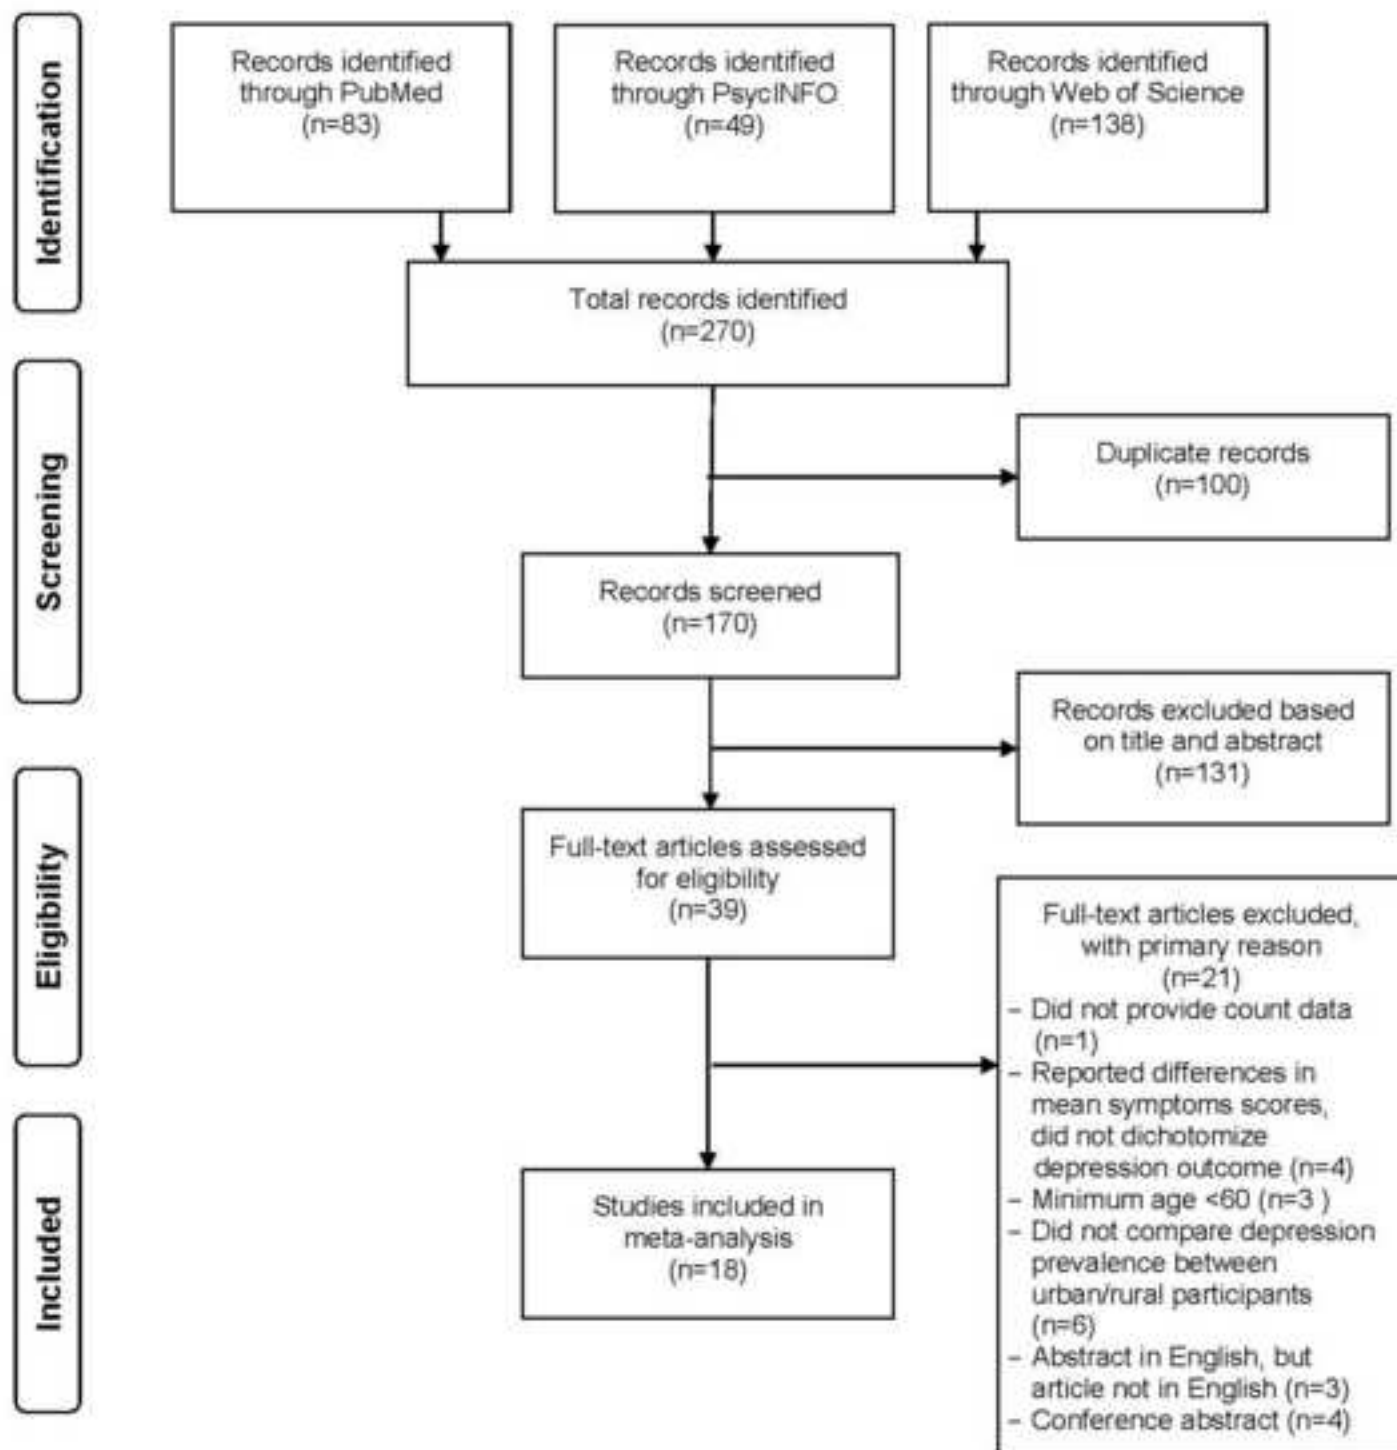 Identification
Records identified
through PubMed
(n=83)
Records identified
through PsycINFO
(n=49)
Records identified
through Web of Science
(n=138)
Total records identified
(n=270)
Screening
Duplicate records
(n=100)
Records screened
(n=170)
Records excluded based
on title and abstract
(n=131)
Eligibility
Full-text articles assessed
for eligibility
(n=39)
Full-text articles excluded,
with primary reason
(n=21)
– Did not provide count data
(n=1)
– Reported differences in
mean symptoms scores,
did not dichotomize
depression outcome (n=4)
– Minimum age <60 (n=3 )
– Did not compare depression
prevalence between
urban/rural participants
(n=6)
– Abstract in English, but
article not in English (n=3)
– Conference abstract (n=4)
Included
Studies included in
meta-analysis
(n=18)